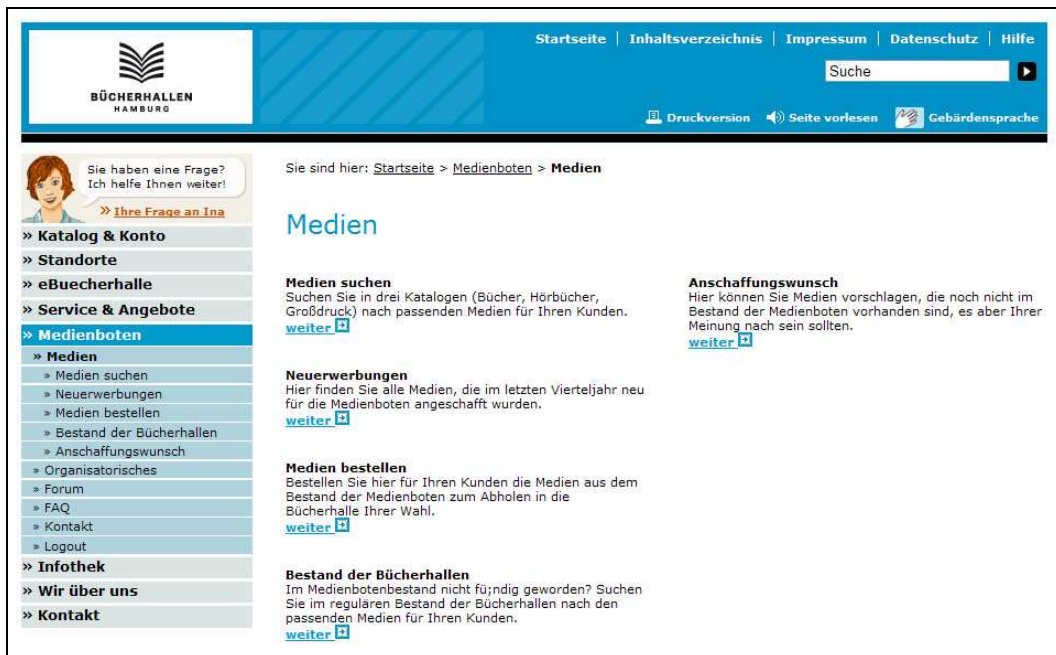 BÜCHERHALLEN
HAMBURG
Startseite | Inhaltsverzeichnis | Impressum | Datenschutz | Hilfe
Suche
Druckversion Seite vorlesen Gebärdensprache
Sie haben eine Frage?
Ich helfe Ihnen weiter!
» Ihre Frage an Ina
» Katalog & Konto
» Standorte
» eBuecherhalle
» Service & Angebote
» Medienboten
» Medien
» Medien suchen
» Neuerwerbungen
» Medien bestellen
» Bestand der Bücherhallen
» Anschaffungswunsch
» Organisatorisches
» Forum
» FAQ
» Kontakt
» Logout
» Infothek
» Wir über uns
» Kontakt
Sie sind hier: Startseite > Medienboten > Medien
Medien
Medien suchen
Suchen Sie in drei Katalogen (Bücher, Hörbücher,
Großdruck) nach passenden Medien für Ihren Kunden.
weiter
Neuerwerbungen
Hier finden Sie alle Medien, die im letzten Vierteljahr neu
für die Medienboten angeschafft wurden.
weiter
Medien bestellen
Bestellen Sie hier für Ihren Kunden die Medien aus dem
Bestand der Medienboten zum Abholen in die
Bücherhalle Ihrer Wahl.
weiter
Bestand der Bücherhallen
Im Medienbotenbestand nicht fü;ndig geworden? Suchen
Sie im regulären Bestand der Bücherhallen nach den
passenden Medien für Ihren Kunden.
weiter
Anschaffungswunsch
Hier können Sie Medien vorschlagen, die noch nicht im
Bestand der Medienboten vorhanden sind, es aber Ihrer
Meinung nach sein sollten.
weiter